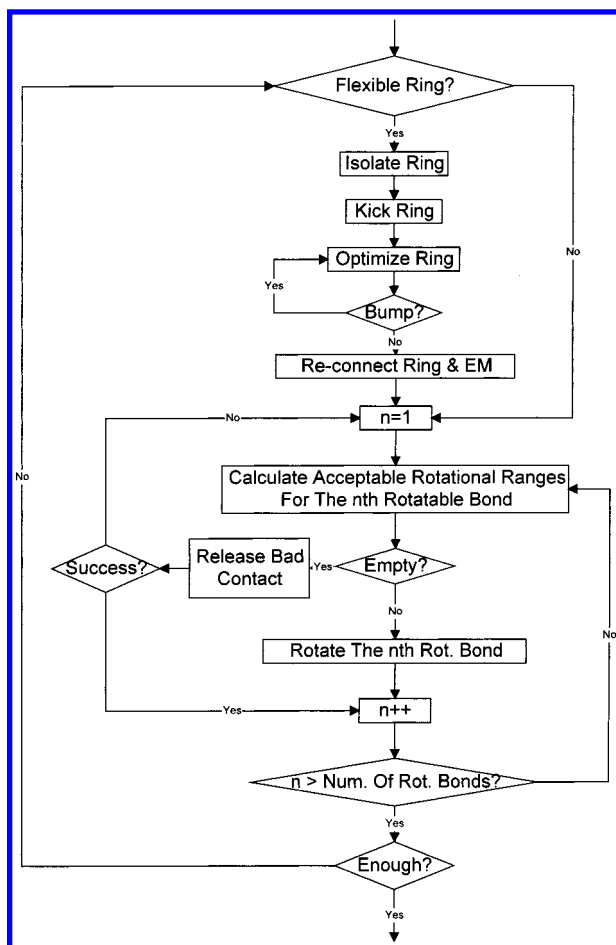 Flexible Ring?
Yes
Isolate Ring
Kick Ring
No
Optimize Ring
Yes
Bump?
No
Re-connect Ring & EM
No
n=1
Calculate Acceptable Rotational Ranges
For The nth Rotatable Bond
No
Release Bad
Contact
Success?
Yes
Empty?
No
No
Rotate The nth Rot. Bond
Yes
n++
n > Num. Of Rot. Bonds?
Yes
Enough?
Yes